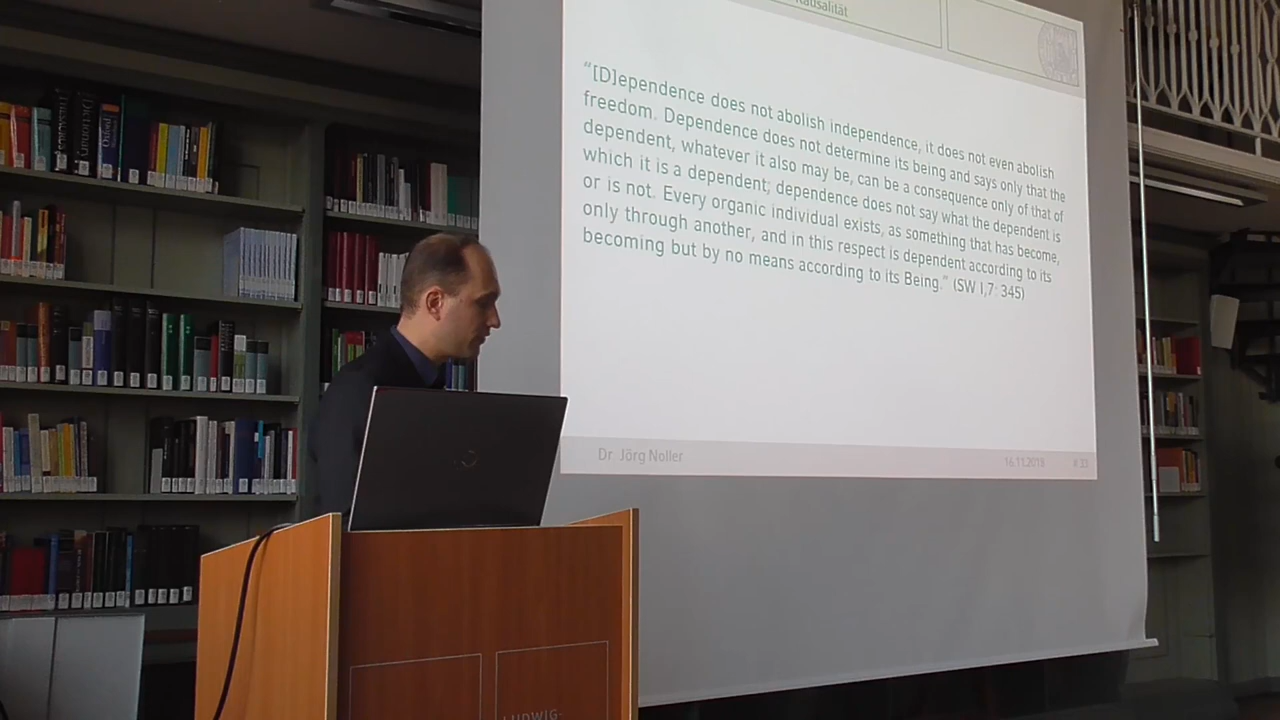 Kausalität
“[D]ependence does not abolish independence, it does not even abolish
freedom. Dependence does not determine its being and says only that the
dependent, whatever it also may be, can be a consequence only of that of
which it is a dependent; dependence does not say what the dependent is
or is not. Every organic individual exists, as something that has become,
only through another, and in this respect is dependent according to its
becoming but by no means according to its Being.” (SW I,7: 345)
Dr. Jörg Noller
16.11.2018
# 33
LUDWIG-
Dictionary